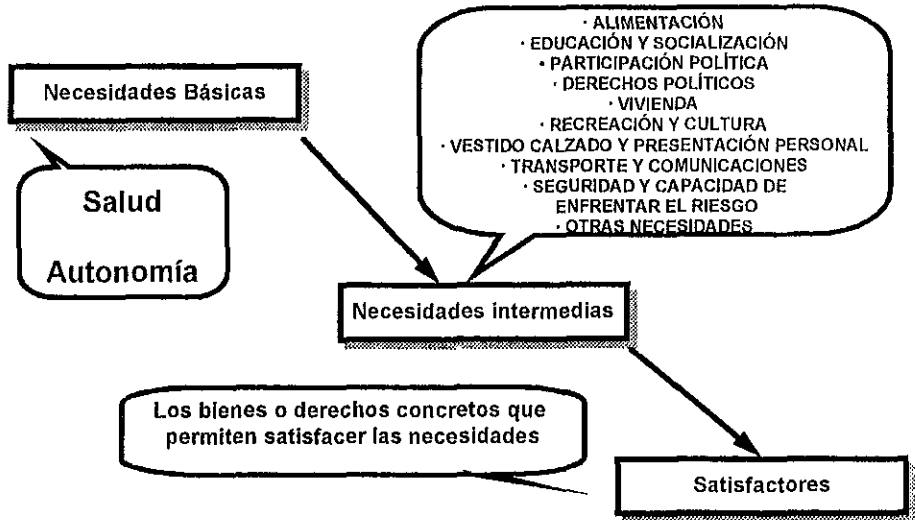 · ALIMENTACIÓN
· EDUCACIÓN Y SOCIALIZACIÓN
• PARTICIPACIÓN POLÍTICA
· DERECHOS POLÍTICOS
· VIVIENDA
· RECREACIÓN Y CULTURA
· VESTIDO CALZADO Y PRESENTACIÓN PERSONAL
· TRANSPORTE Y COMUNICACIONES
· SEGURIDAD Y CAPACIDAD DE
ENFRENTAR EL RIESGO
· OTRAS NECESIDADES
Necesidades Básicas
Salud
Autonomía
Necesidades intermedias
Los bienes o derechos concretos que
permiten satisfacer las necesidades
Satisfactores